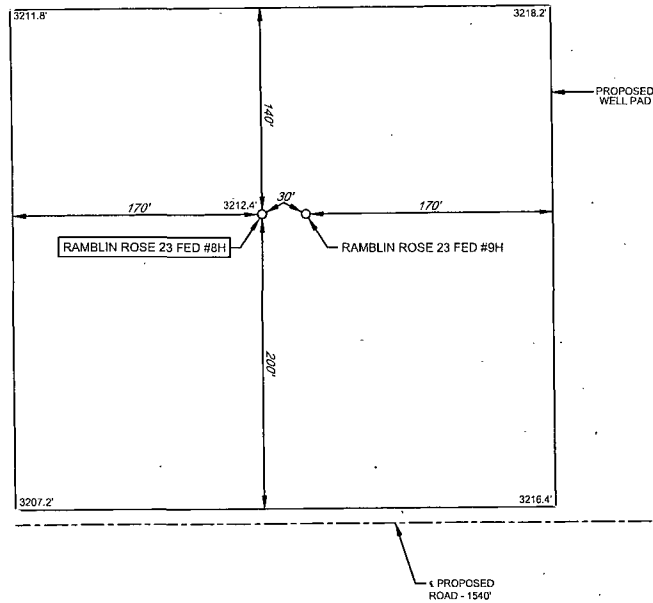 3211.8'
3218.2'
PROPOSED
WELL PAD
140'
170'
3212.4'
30'
170'
RAMBLIN ROSE 23 FED #8H
RAMBLIN ROSE 23 FED #9H
200'
3207.2'
3216.4'
℄ PROPOSED
ROAD - 1540'